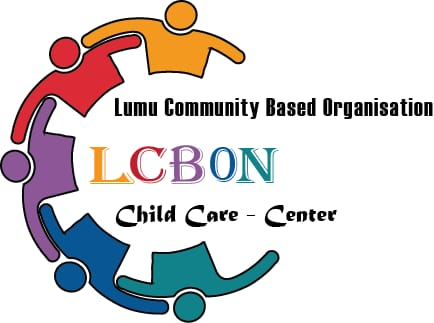 Lumu Community Based Organisation
LCBON
Child Care - Center